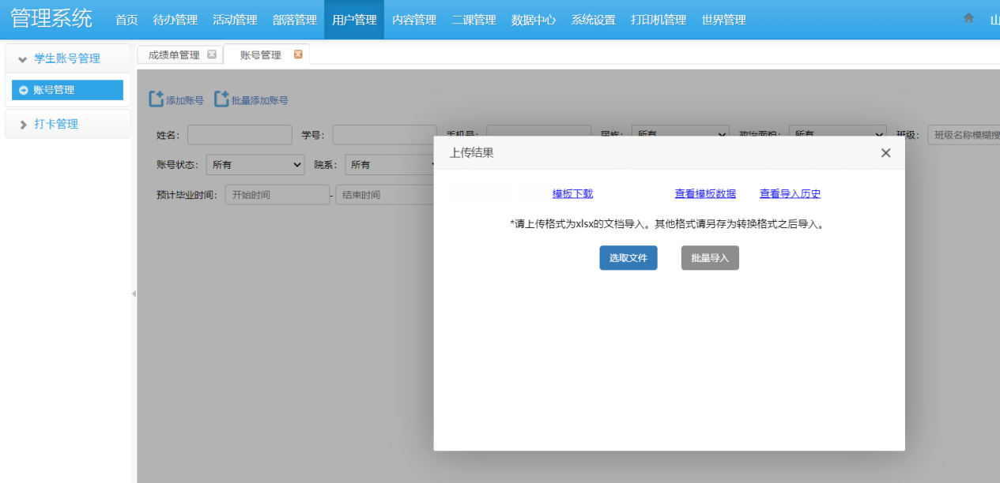 管理系统 首页 待办管理 活动管理 部落管理 用户管理 内容管理 二课管理 数据中心 系统设置 打印机管理 世界管理 山
学生账号管理
账号管理
打卡管理
成绩单管理 账号管理
添加账号 批量添加账号
姓名： 学号： 手机号： 民族： 所有 政治面貌： 所有 班级： 班级名称模糊搜
账号状态： 所有 院系： 所有
预计毕业时间： 开始时间 - 结束时间
上传结果
模板下载 查看模板数据 查看导入历史
*请上传格式为xlsx的文档导入。其他格式请另存为转换格式之后导入。
选取文件 批量导入